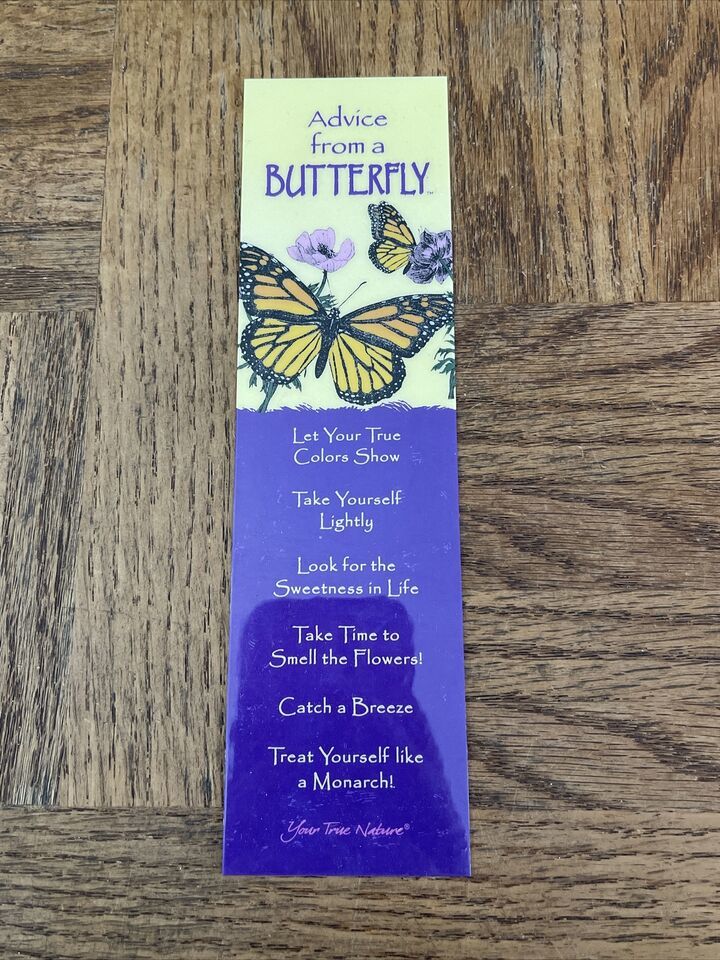 Advice
from a
BUTTERFLY™
Let Your True
Colors Show
Take Yourself
Lightly
Look for the
Sweetness in Life
Take Time to
Smell the Flowers!
Catch a Breeze
Treat Yourself like
a Monarch!
Your True Nature®